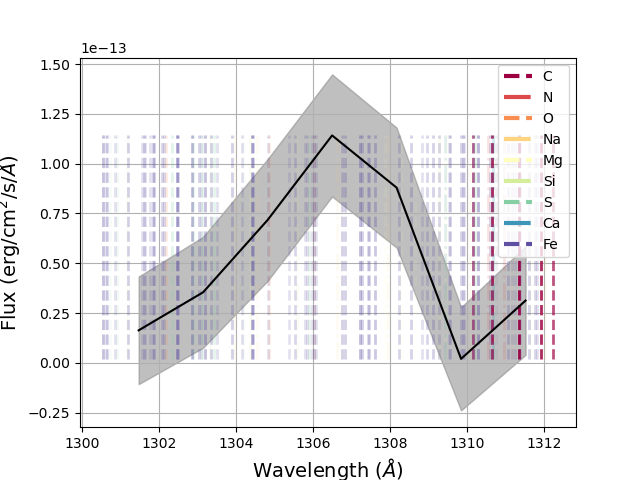 1e−13
1.50
1.25
1.00
0.75
0.50
0.25
0.00
−0.25
Flux (erg/cm²/s/Å)
1300 1302 1304 1306 1308 1310 1312
Wavelength (Å)
C
N
O
Na
Mg
Si
S
Ca
Fe